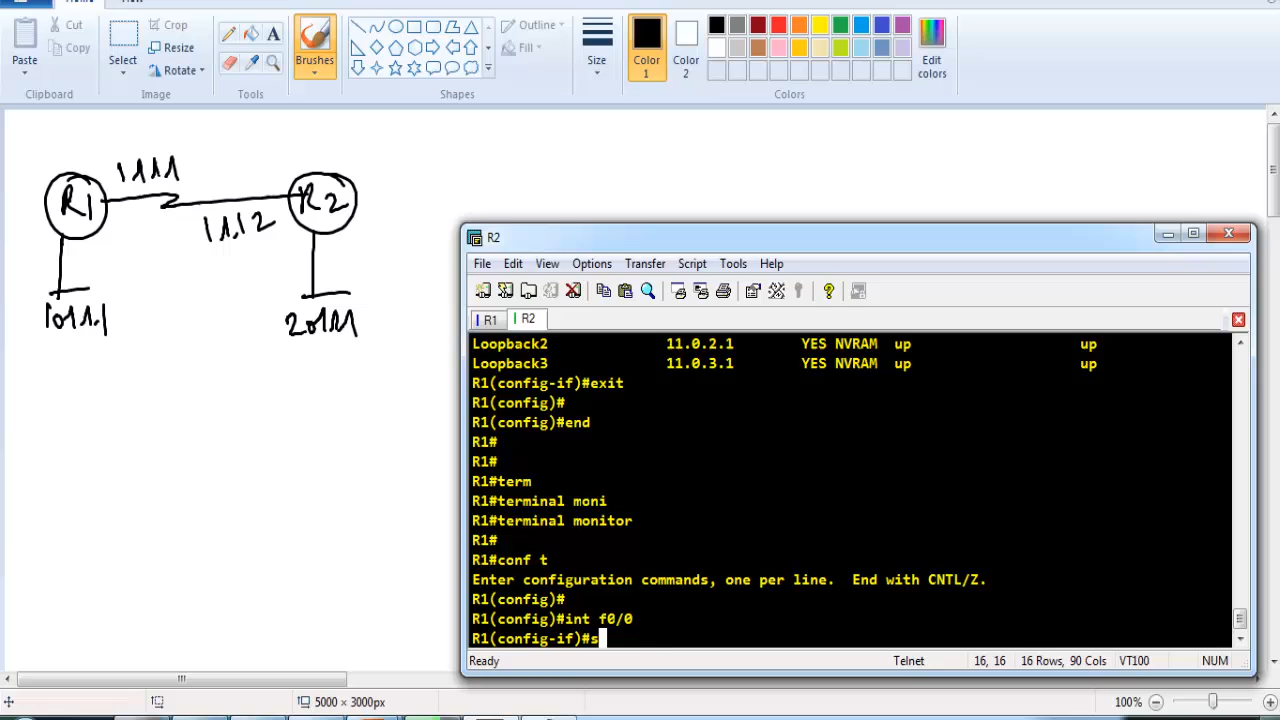 Home
Cut
Copy
Paste
Clipboard
Select
Crop
Resize
Rotate
Image
A
Tools
Brushes
Outline
Fill
Shapes
Size
Color
1
Color
2
Edit
colors
Colors
R1
1.1.1.1
1.1.1.2
R2
10.1.1.1
20.1.1.1
R2
File Edit View Options Transfer Script Tools Help
R1 R2
Loopback2 11.0.2.1 YES NVRAM up up
Loopback3 11.0.3.1 YES NVRAM up up
R1(config-if)#exit
R1(config)#
R1(config)#end
R1#
R1#
R1#term
R1#terminal moni
R1#terminal monitor
R1#
R1#conf t
Enter configuration commands, one per line. End with CNTL/Z.
R1(config)#
R1(config)#int f0/0
R1(config-if)#s
Ready Telnet 16, 16 16 Rows, 90 Cols VT100 NUM
5000 × 3000px 100%